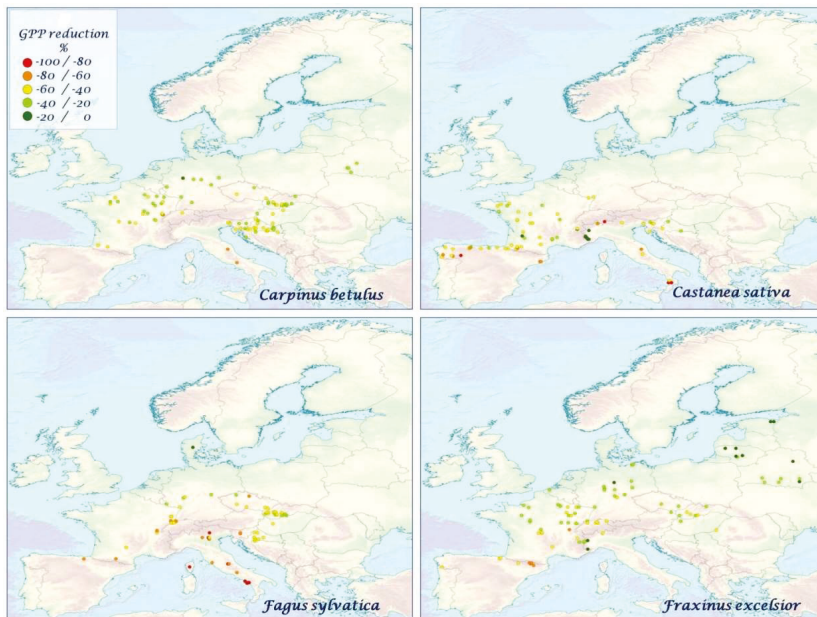 GPP reduction
%
-100 / -80
-80 / -60
-60 / -40
-40 / -20
-20 / 0
Carpinus betulus
Castanea sativa
Fagus sylvatica
Fraxinus excelsior